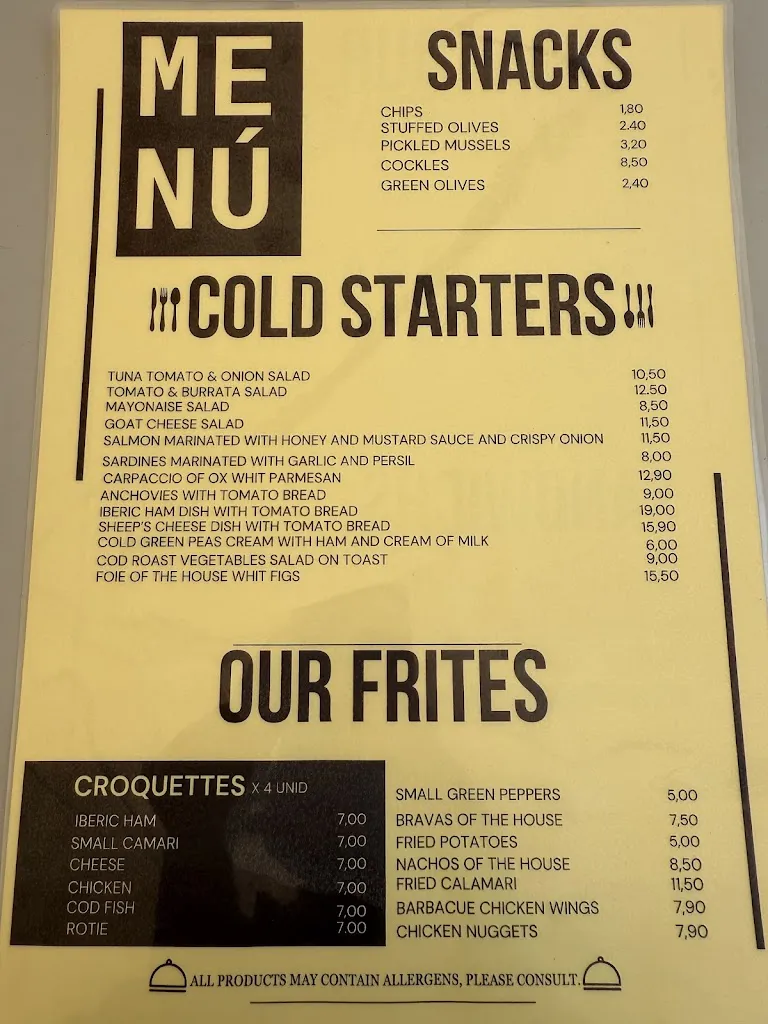 ME
NÚ
SNACKS
CHIPS 1,80
STUFFED OLIVES 2.40
PICKLED MUSSELS 3,20
COCKLES 8,50
GREEN OLIVES 2,40
COLD STARTERS
TUNA TOMATO & ONION SALAD 10,50
TOMATO & BURRATA SALAD 12.50
MAYONAISE SALAD 8,50
GOAT CHEESE SALAD 11,50
SALMON MARINATED WITH HONEY AND MUSTARD SAUCE AND CRISPY ONION 11,50
SARDINES MARINATED WITH GARLIC AND PERSIL 8,00
CARPACCIO OF OX WHIT PARMESAN 12,90
ANCHOVIES WITH TOMATO BREAD 9,00
IBERIC HAM DISH WITH TOMATO BREAD 19,00
SHEEP'S CHEESE DISH WITH TOMATO BREAD 15,90
COLD GREEN PEAS CREAM WITH HAM AND CREAM OF MILK 6,00
COD ROAST VEGETABLES SALAD ON TOAST 9,00
FOIE OF THE HOUSE WHIT FIGS 15,50
OUR FRITES
CROQUETTES X 4 UNID
IBERIC HAM 7,00
SMALL CAMARI 7,00
CHEESE 7,00
CHICKEN 7,00
COD FISH 7,00
ROTIE 7.00
SMALL GREEN PEPPERS 5,00
BRAVAS OF THE HOUSE 7,50
FRIED POTATOES 5,00
NACHOS OF THE HOUSE 8,50
FRIED CALAMARI 11,50
BARBACUE CHICKEN WINGS 7,90
CHICKEN NUGGETS 7,90
ALL PRODUCTS MAY CONTAIN ALLERGENS, PLEASE CONSULT.